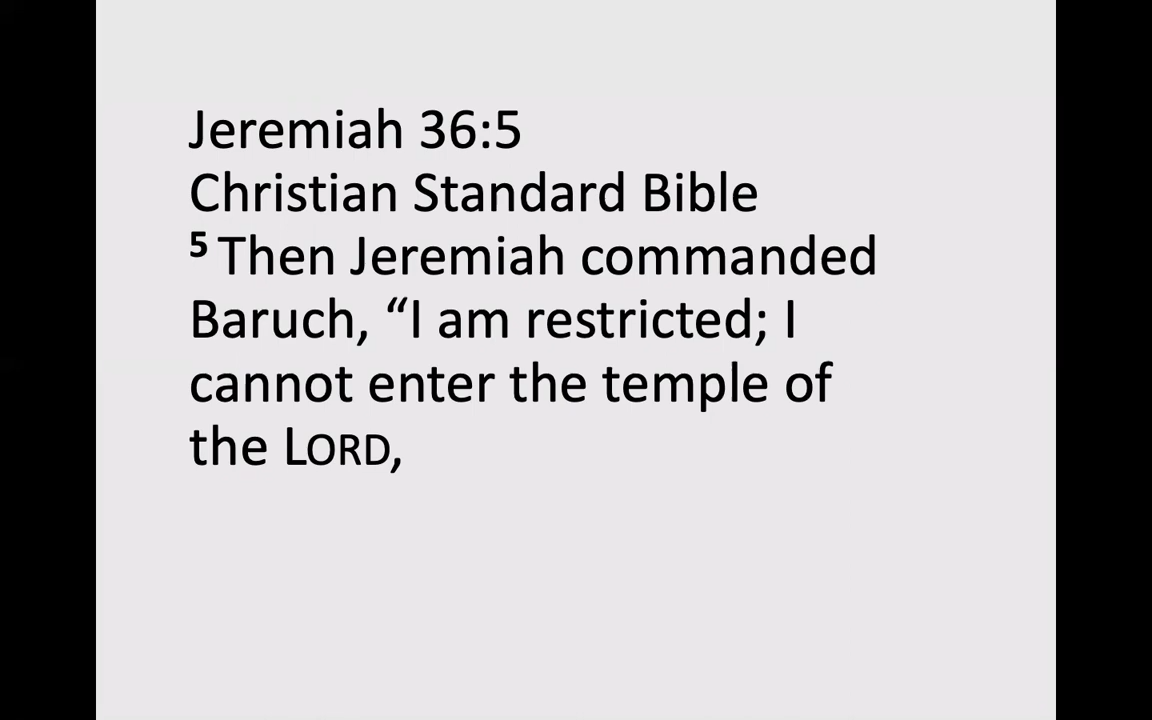 Jeremiah 36:5
Christian Standard Bible
⁵ Then Jeremiah commanded
Baruch, “I am restricted; I
cannot enter the temple of
the LORD,